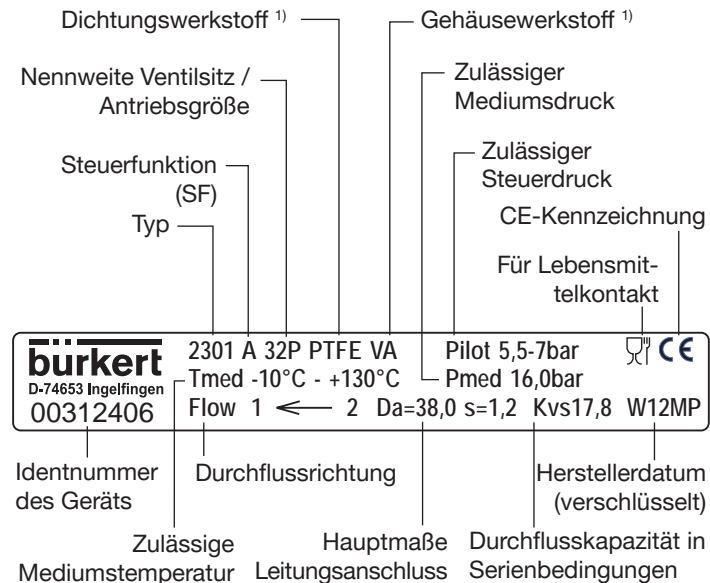 Dichtungswerkstoff 1)
Gehäusewerkstoff 1)
Nennweite Ventilsitz /
Antriebsgröße
Zulässiger
Mediumsdruck
Steuerfunktion
(SF)
Zulässiger
Steuerdruck
Typ
CE-Kennzeichnung
Für Lebensmit-
telkontakt
bürkert
D-74653 Ingelfingen
00312406
2301 A 32P PTFE VA Pilot 5,5-7bar CE
Tmed -10°C - +130°C Pmed 16,0bar
Flow 1 ← 2 Da=38,0 s=1,2 Kvs17,8 W12MP
Identnummer
des Geräts
Durchflussrichtung
Herstellerdatum
(verschlüsselt)
Zulässige
Mediumstemperatur
Hauptmaße
Leitungsanschluss
Durchflusskapazität in
Serienbedingungen